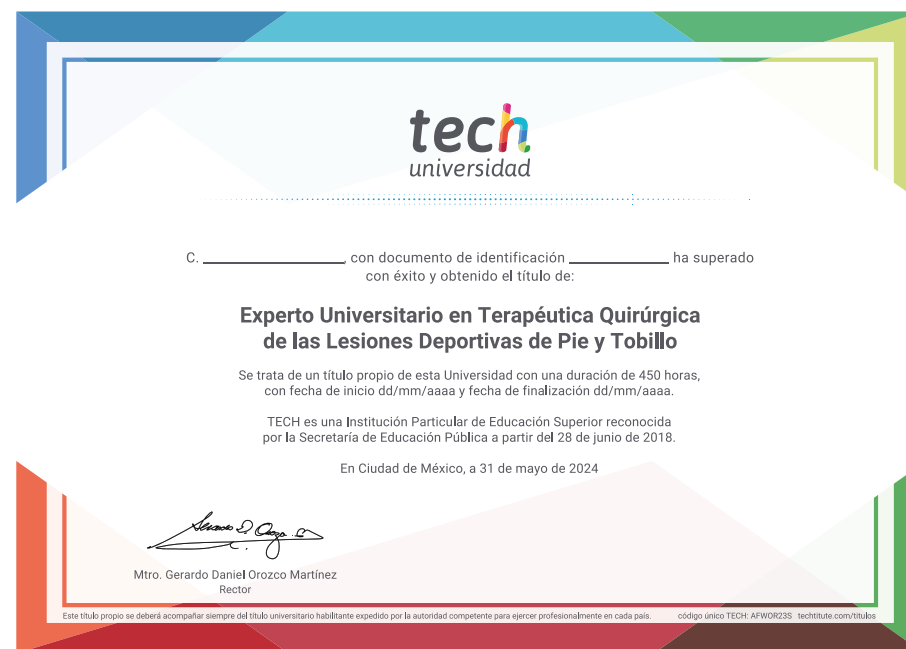 tech
universidad
C. ____________, con documento de identificación ____________ ha superado
con éxito y obtenido el título de:
Experto Universitario en Terapéutica Quirúrgica
de las Lesiones Deportivas de Pie y Tobillo
Se trata de un título propio de esta Universidad con una duración de 450 horas,
con fecha de inicio dd/mm/aaaa y fecha de finalización dd/mm/aaaa.
TECH es una Institución Particular de Educación Superior reconocida
por la Secretaría de Educación Pública a partir del 28 de junio de 2018.
En Ciudad de México, a 31 de mayo de 2024
Mtro. Gerardo Daniel Orozco Martínez
Rector
Este título propio se deberá acompañar siempre del título universitario habilitante expedido por la autoridad competente para ejercer profesionalmente en cada país. código único TECH: AFWOR23S techtitute.com/titulos